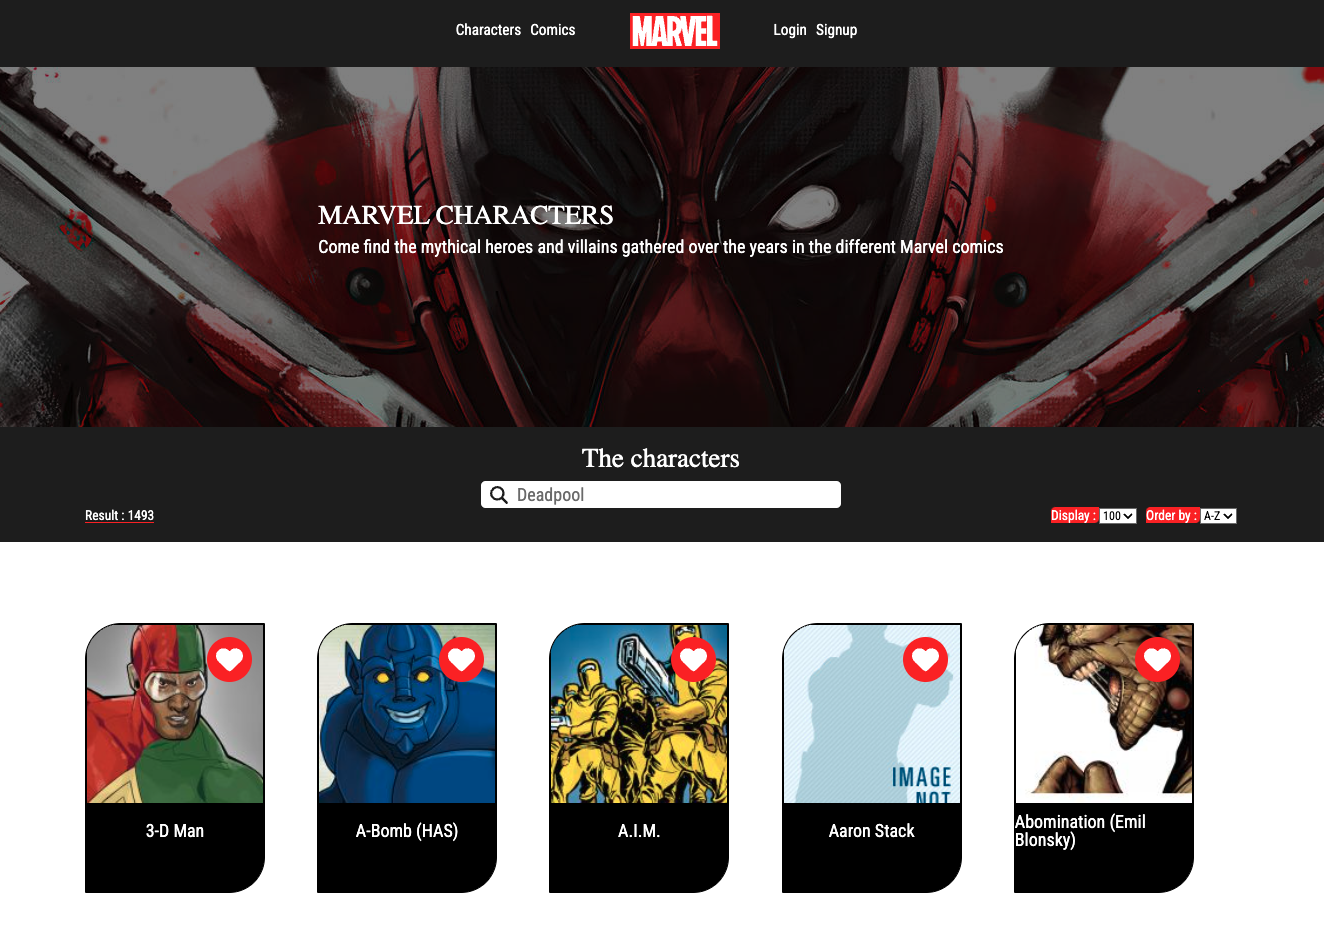 Characters Comics MARVEL Login Signup
MARVEL CHARACTERS
Come find the mythical heroes and villains gathered over the years in the different Marvel comics
The characters
Deadpool
Result : 1493
Display : 100 Order by : A-Z
IMAGE
NOT
3-D Man
A-Bomb (HAS)
A.I.M.
Aaron Stack
Abomination (Emil
Blonsky)